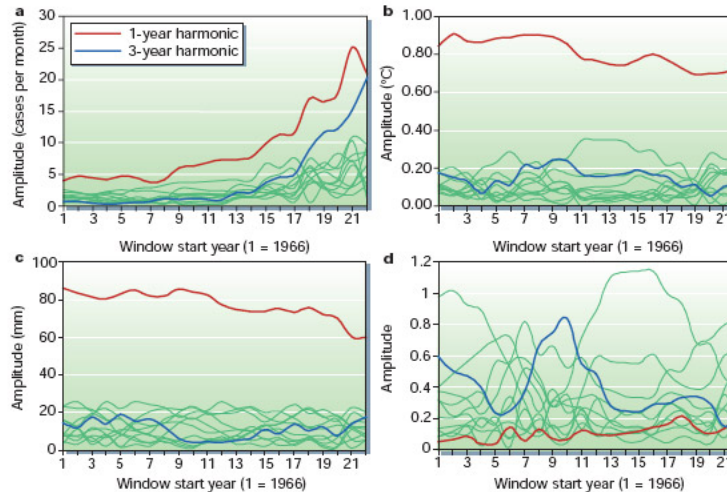 a
30
25
20
15
10
5
0
Amplitude (cases per month)
1-year harmonic
3-year harmonic
1 3 5 7 9 11 13 15 17 19 21
Window start year (1 = 1966)
b
1.00
0.80
0.60
0.40
0.20
0.00
Amplitude (°C)
1 3 5 7 9 11 13 15 17 19 21
Window start year (1 = 1966)
c
100
80
60
40
20
0
Amplitude (mm)
1 3 5 7 9 11 13 15 17 19 21
Window start year (1 = 1966)
d
1.2
1
0.8
0.6
0.4
0.2
0
Amplitude
1 3 5 7 9 11 13 15 17 19 21
Window start year (1 = 1966)